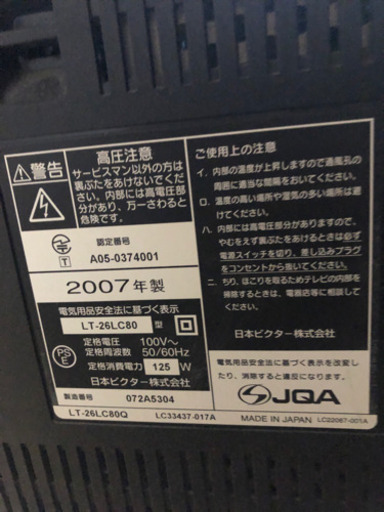 警告
高圧注意
サービスマン以外の方は
裏ぶたをあけないでください。
内部には高電圧部
分があり、万一さわると
危険です。
T
認定番号
A05-0374001
2007年製
電気用品安全法に基づく表示
LT-26LC80 型
PS
E
定格電圧 100V~
定格周波数 50/60Hz
定格消費電力 125 W
日本ビクター株式会社
製造番号 072A5304
LT-26LC80Q LC33437-017A
ご使用上の注意
イ. 内部の温度が上昇しますので通風孔の
周囲に適当な間隔をおいてください。
ロ. 温度の高い場所や湿気の多い場所は
避けてください。
ハ. 内部には高電圧部分がありますので、
やむをえず裏ぶたをあけるときは必ず
電源スイッチを切り、差し込みプラグ
をコンセントから抜いてください。
ニ. ちり、ほこりを取るためテレビの内部を
掃除するときは、電器店等に相談し
てください。
日本ビクター株式会社
電気用品安全法に基づく表示を
改ざし、消除すると違反になります。
JQA
MADE IN JAPAN LC22067-001A